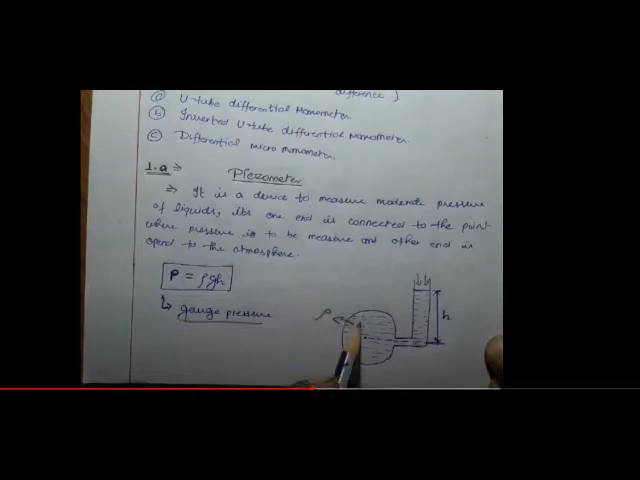 difference }
(a) U-tube differential Manometer.
(b) Inverted U-tube differential Manometer.
(c) Differential micro manometer.
1.a ⇒ Piezometer
⇒ It is a device to measure moderate pressure
of liquids, Its one end is connected to the point
where pressure is to be measure and other end is
open to the atmosphere.
P = ρgh
↳ gauge pressure
ρ
h